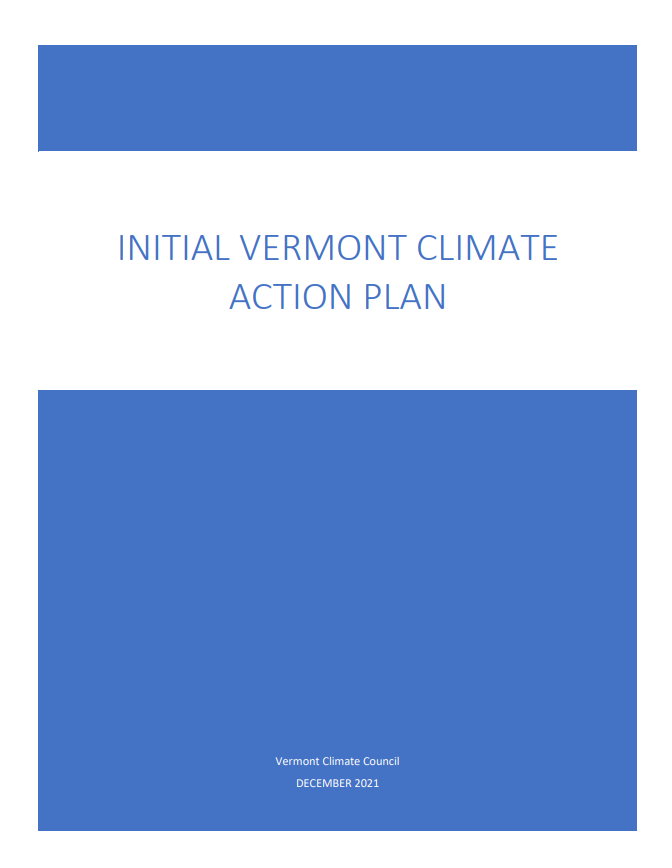 INITIAL VERMONT CLIMATE
ACTION PLAN
Vermont Climate Council
DECEMBER 2021